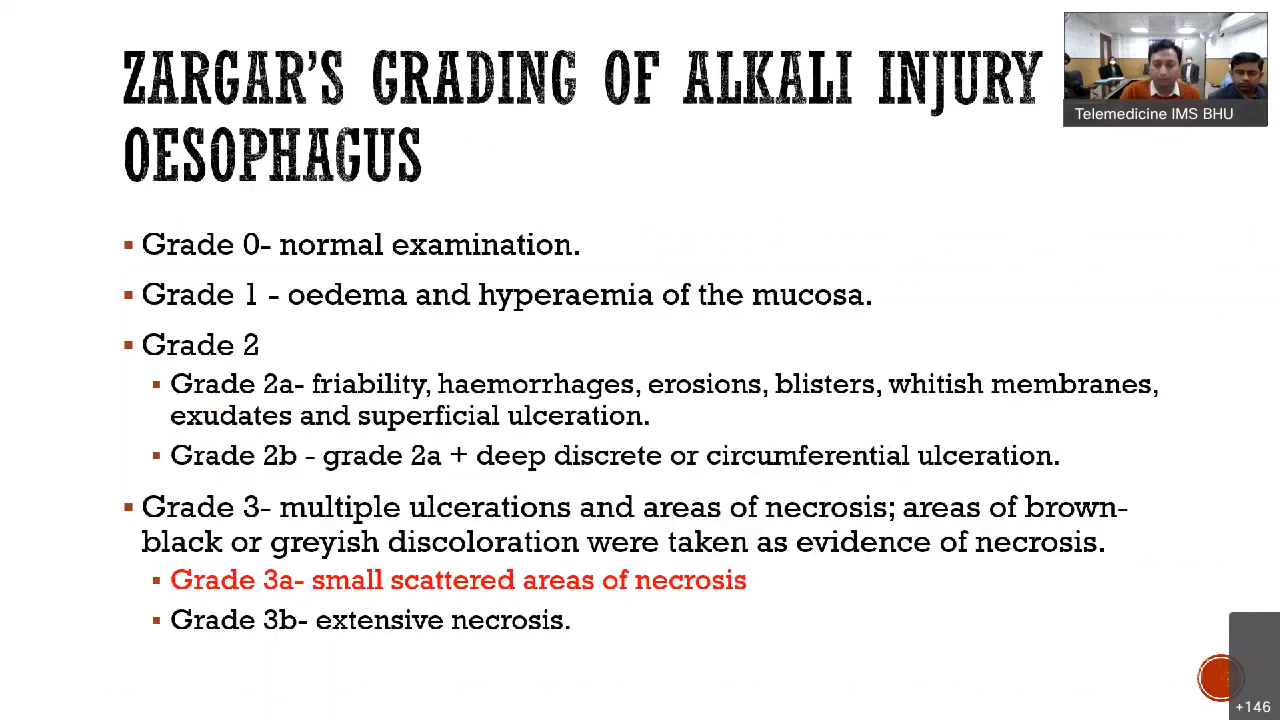 ZARGAR'S GRADING OF ALKALI INJURY
OESOPHAGUS
Telemedicine IMS BHU
▪ Grade 0- normal examination.
▪ Grade 1 - oedema and hyperaemia of the mucosa.
▪ Grade 2
▪ Grade 2a- friability, haemorrhages, erosions, blisters, whitish membranes,
exudates and superficial ulceration.
▪ Grade 2b - grade 2a + deep discrete or circumferential ulceration.
▪ Grade 3- multiple ulcerations and areas of necrosis; areas of brown-
black or greyish discoloration were taken as evidence of necrosis.
▪ Grade 3a- small scattered areas of necrosis
▪ Grade 3b- extensive necrosis.
+146